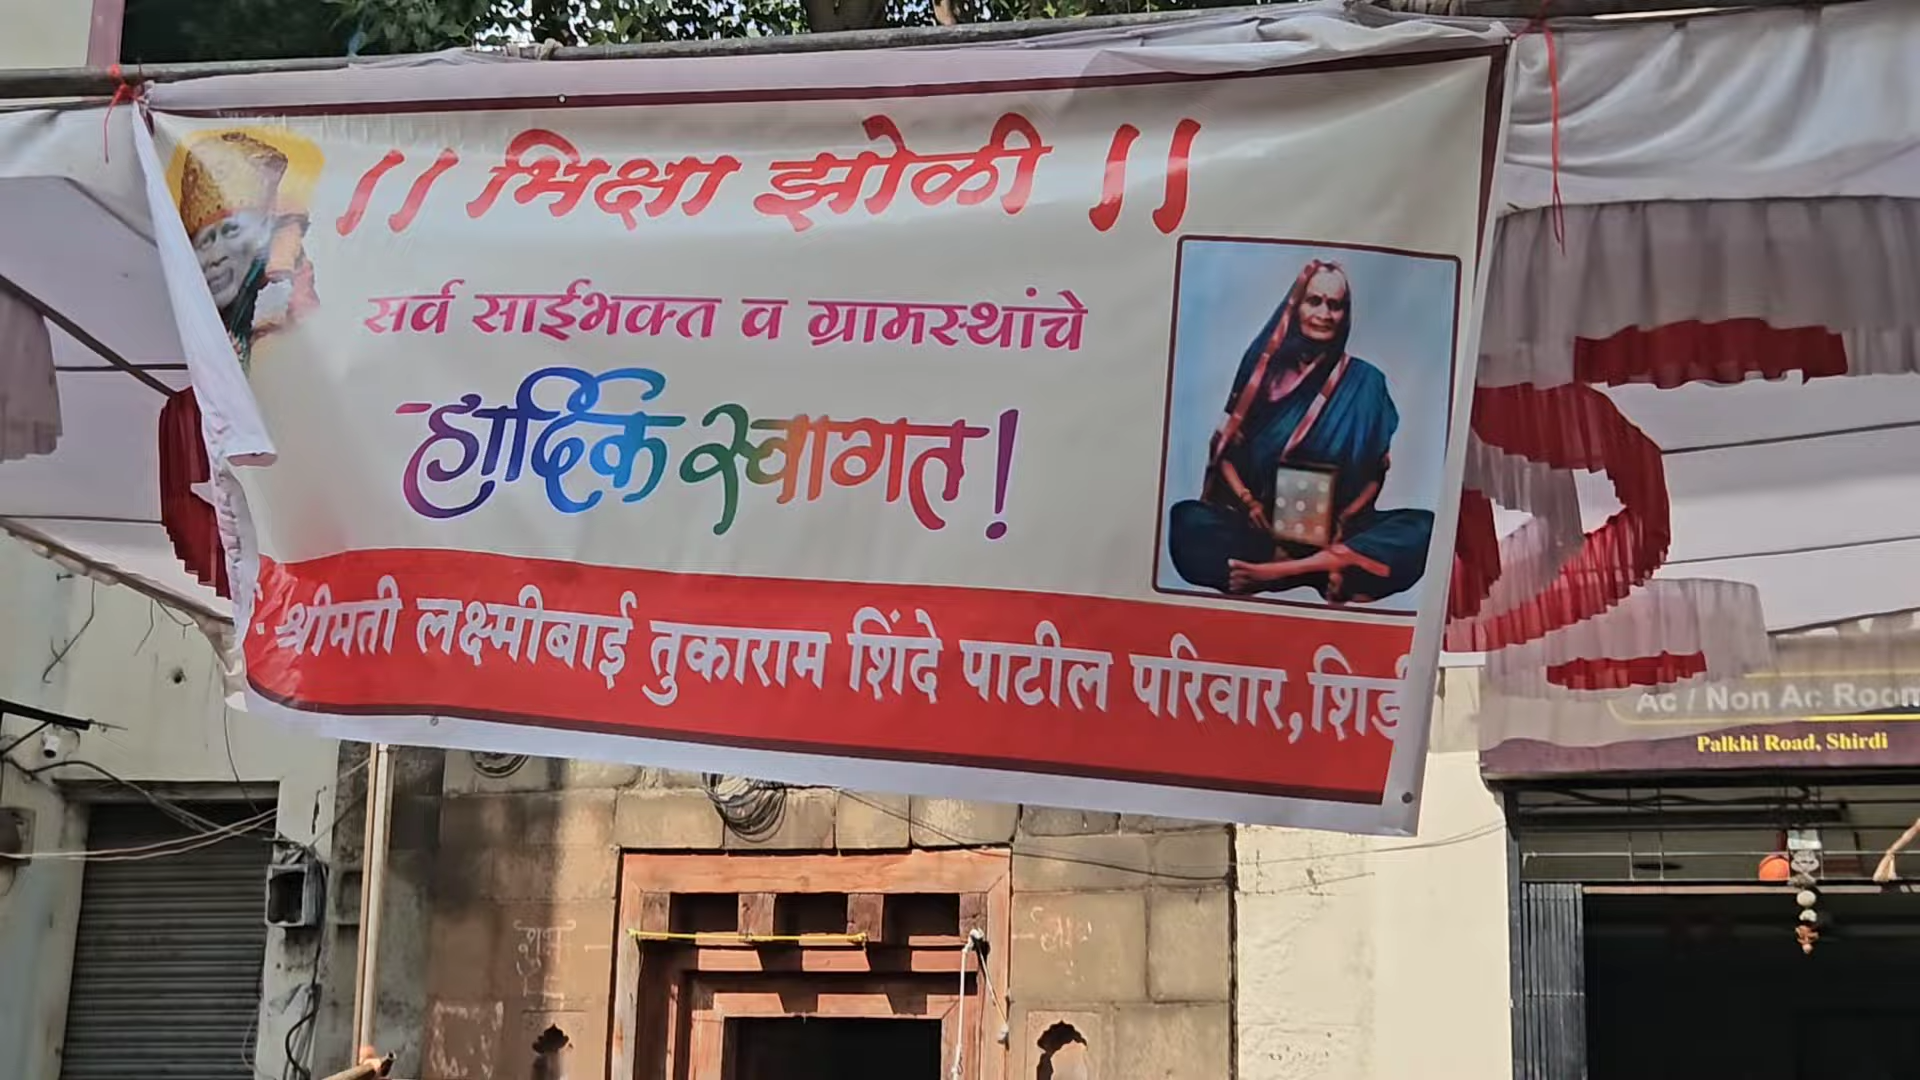 ।। भिक्षा झोळी ।।
सर्व साईभक्त व ग्रामस्थांचे
हार्दिक स्वागत!
श्रीमती लक्ष्मीबाई तुकाराम शिंदे पाटील परिवार,
Ac / Non Ac Room
Palkhi Road, Shirdi